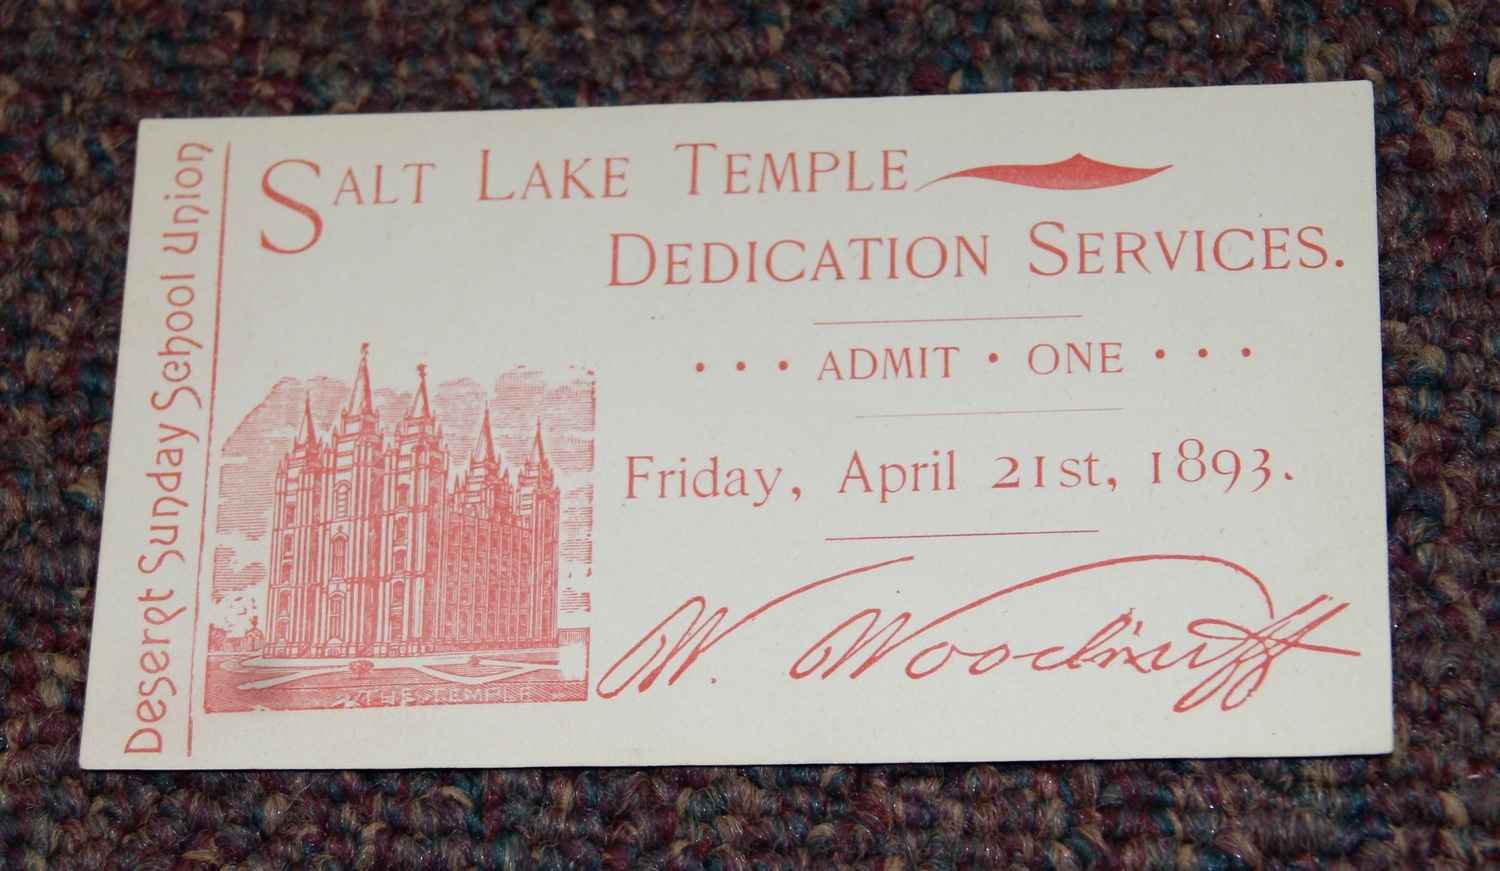 Deseret Sunday School Union
SALT LAKE TEMPLE
DEDICATION SERVICES.
• • • ADMIT • ONE • • •
Friday, April 21st, 1893.
W. Woodruff
THE TEMPLE